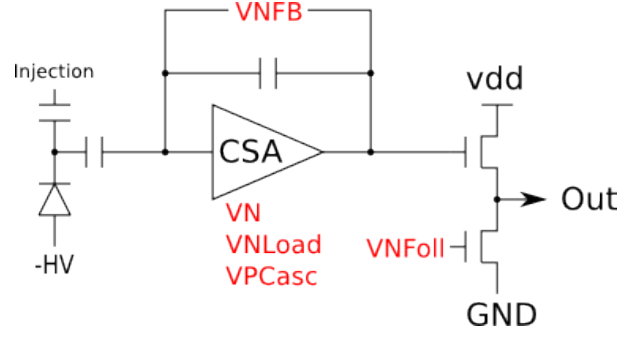 VNFB
Injection
vdd
CSA
Out
VN
VNLoad
VPCasc
VNFoll
-HV
GND